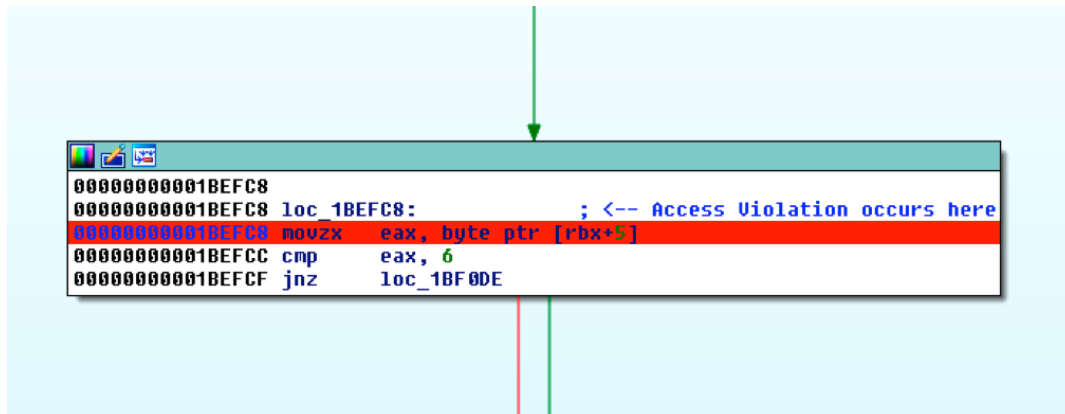 00000000001BEFC8
00000000001BEFC8 loc_1BEFC8: ; <-- Access Violation occurs here
00000000001BEFC8 movzx eax, byte ptr [rbx+5]
00000000001BEFCC cmp eax, 6
00000000001BEFCF jnz loc_1BF0DE